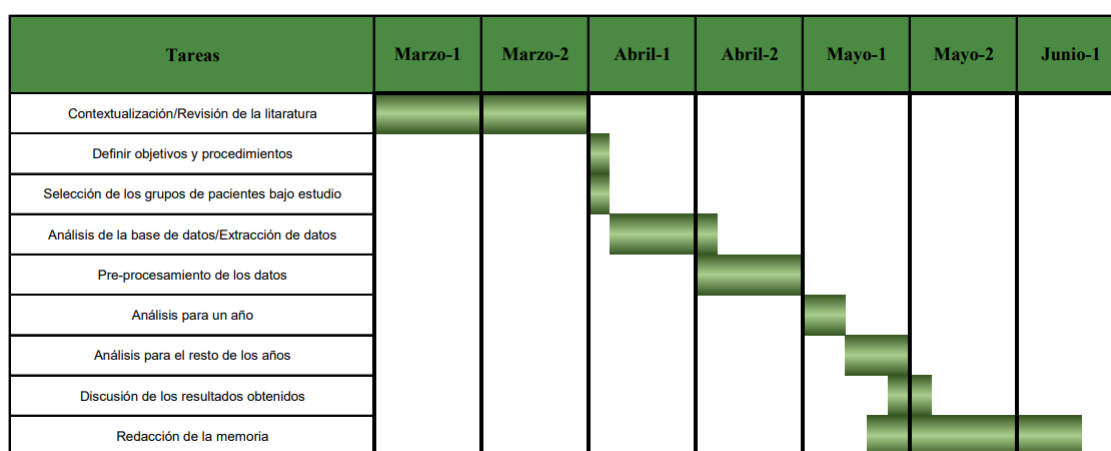 Tareas Marzo-1 Marzo-2 Abril-1 Abril-2 Mayo-1 Mayo-2 Junio-1
Contextualización/Revisión de la litaratura
Definir objetivos y procedimientos
Selección de los grupos de pacientes bajo estudio
Análisis de la base de datos/Extracción de datos
Pre-procesamiento de los datos
Análisis para un año
Análisis para el resto de los años
Discusión de los resultados obtenidos
Redacción de la memoria